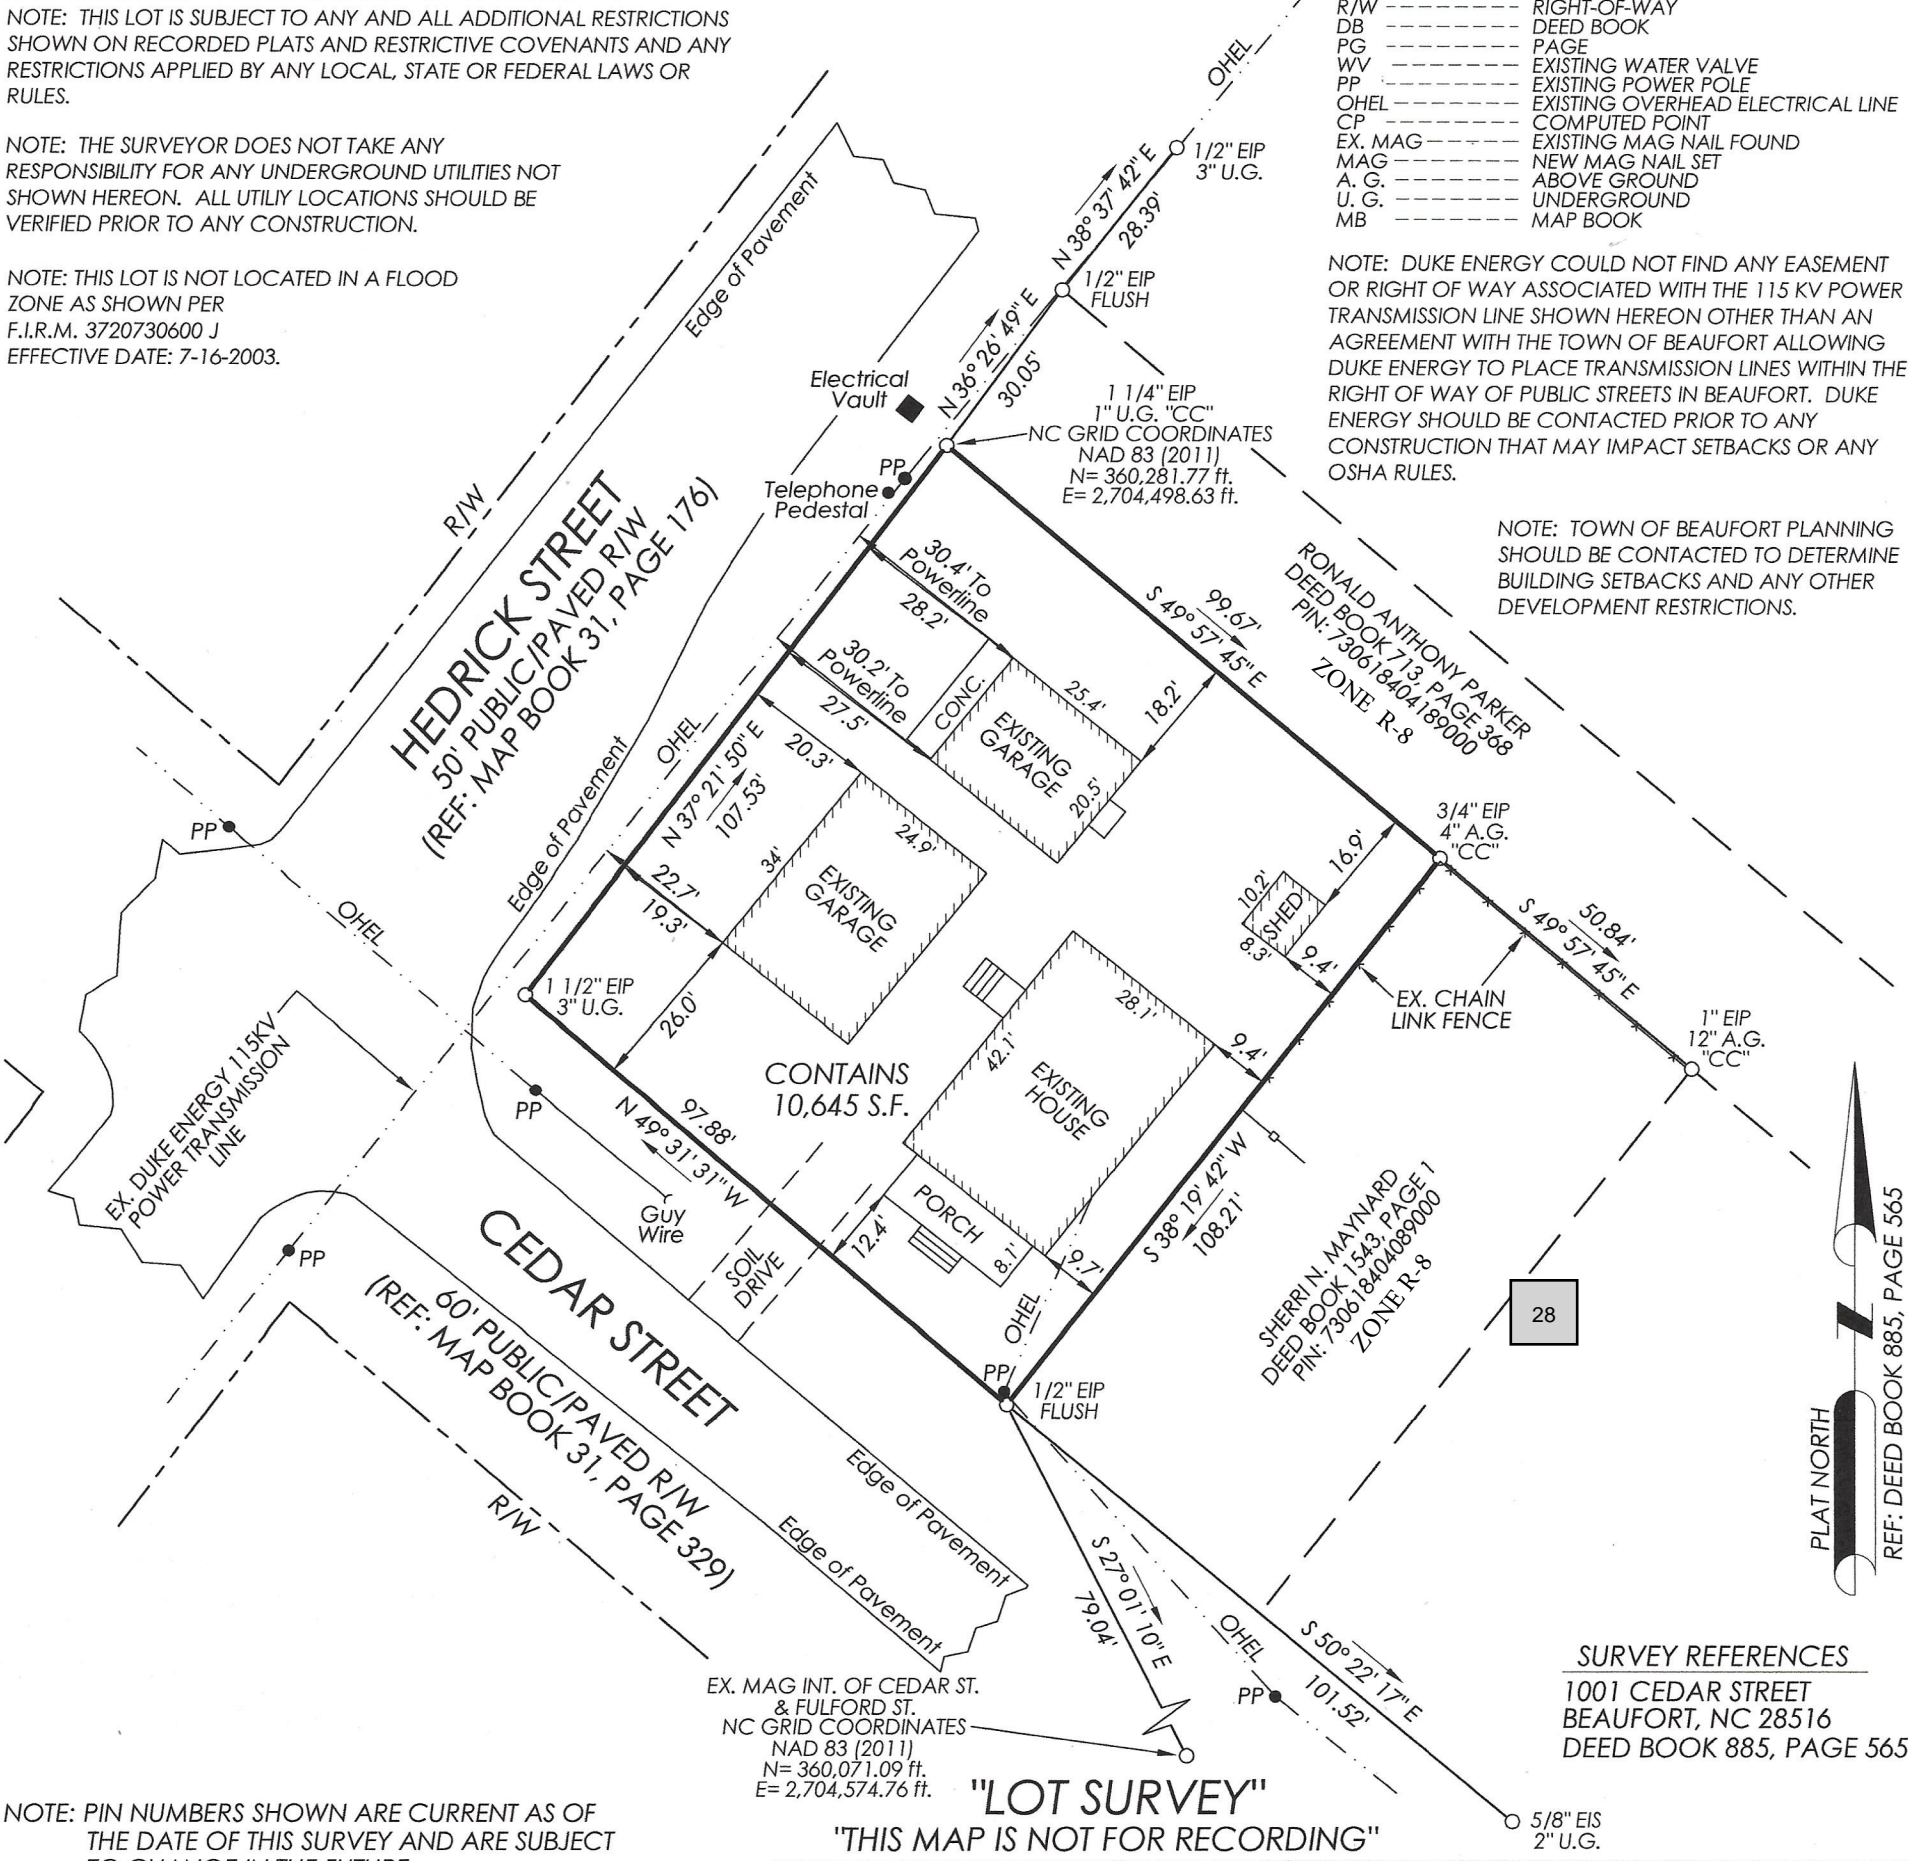 NOTE: THIS LOT IS SUBJECT TO ANY AND ALL ADDITIONAL RESTRICTIONS
SHOWN ON RECORDED PLATS AND RESTRICTIVE COVENANTS AND ANY
RESTRICTIONS APPLIED BY ANY LOCAL, STATE OR FEDERAL LAWS OR
RULES.
NOTE: THE SURVEYOR DOES NOT TAKE ANY
RESPONSIBILITY FOR ANY UNDERGROUND UTILITIES NOT
SHOWN HEREON. ALL UTILIY LOCATIONS SHOULD BE
VERIFIED PRIOR TO ANY CONSTRUCTION.
NOTE: THIS LOT IS NOT LOCATED IN A FLOOD
ZONE AS SHOWN PER
F.I.R.M. 3720730600 J
EFFECTIVE DATE: 7-16-2003.
R/W -------- RIGHT-OF-WAY
DB -------- DEED BOOK
PG -------- PAGE
WV -------- EXISTING WATER VALVE
PP -------- EXISTING POWER POLE
OHEL -------- EXISTING OVERHEAD ELECTRICAL LINE
CP -------- COMPUTED POINT
EX. MAG ------ EXISTING MAG NAIL FOUND
MAG -------- NEW MAG NAIL SET
A. G. -------- ABOVE GROUND
U. G. -------- UNDERGROUND
MB -------- MAP BOOK
NOTE: DUKE ENERGY COULD NOT FIND ANY EASEMENT
OR RIGHT OF WAY ASSOCIATED WITH THE 115 KV POWER
TRANSMISSION LINE SHOWN HEREON OTHER THAN AN
AGREEMENT WITH THE TOWN OF BEAUFORT ALLOWING
DUKE ENERGY TO PLACE TRANSMISSION LINES WITHIN THE
RIGHT OF WAY OF PUBLIC STREETS IN BEAUFORT. DUKE
ENERGY SHOULD BE CONTACTED PRIOR TO ANY
CONSTRUCTION THAT MAY IMPACT SETBACKS OR ANY
OSHA RULES.
NOTE: TOWN OF BEAUFORT PLANNING
SHOULD BE CONTACTED TO DETERMINE
BUILDING SETBACKS AND ANY OTHER
DEVELOPMENT RESTRICTIONS.
OHEL
1/2" EIP
3" U.G.
N 38° 37' 42" E
28.39'
1/2" EIP
FLUSH
N 36° 26' 49" E
30.05'
Edge of Pavement
Electrical
Vault
1 1/4" EIP
1" U.G. "CC"
NC GRID COORDINATES
NAD 83 (2011)
N= 360,281.77 ft.
E= 2,704,498.63 ft.
PP
Telephone
Pedestal
R/W
HEDRICK STREET
50' PUBLIC/PAVED R/W
(REF: MAP BOOK 31, PAGE 176)
30.4' To
Powerline
28.2'
30.2' To
Powerline
27.5'
CONC.
EXISTING
GARAGE
25.4'
18.2'
20.5'
99.67'
S 49° 57' 45" E
RONALD ANTHONY PARKER
DEED BOOK 713, PAGE 368
PIN: 730618404189000
ZONE R-8
OHEL
Edge of Pavement
N 37° 21' 50" E
107.53'
20.3'
34'
24.9'
EXISTING
GARAGE
22.7'
19.3'
26.0'
3/4" EIP
4" A.G.
"CC"
16.9'
10.2'
SHED
8.3'
9.4'
50.84'
S 49° 57' 45" E
EX. CHAIN
LINK FENCE
1" EIP
12" A.G.
"CC"
PP
OHEL
1 1/2" EIP
3" U.G.
EX. DUKE ENERGY 115KV
POWER TRANSMISSION
LINE
PP
CONTAINS
10,645 S.F.
28.1'
42.1'
EXISTING
HOUSE
9.4'
97.88'
N 49° 31' 31" W
Guy
Wire
SOIL
DRIVE
12.4'
PORCH
8.1'
9.7'
OHEL
S 38° 19' 42" W
108.21'
SHERRI N. MAYNARD
DEED BOOK 1543, PAGE 1
PIN: 730618404089000
ZONE R-8
28
PP
CEDAR STREET
60' PUBLIC/PAVED R/W
(REF: MAP BOOK 31, PAGE 329)
R/W
Edge of Pavement
Edge of Pavement
PP
1/2" EIP
FLUSH
S 27° 01' 10" E
79.04'
OHEL
PP
S 50° 22' 17" E
101.52'
PLAT NORTH
REF: DEED BOOK 885, PAGE 565
EX. MAG INT. OF CEDAR ST.
& FULFORD ST.
NC GRID COORDINATES
NAD 83 (2011)
N= 360,071.09 ft.
E= 2,704,574.76 ft.
SURVEY REFERENCES
1001 CEDAR STREET
BEAUFORT, NC 28516
DEED BOOK 885, PAGE 565
5/8" EIS
2" U.G.
"LOT SURVEY"
"THIS MAP IS NOT FOR RECORDING"
NOTE: PIN NUMBERS SHOWN ARE CURRENT AS OF
THE DATE OF THIS SURVEY AND ARE SUBJECT
TO CHANGE IN THE FUTURE